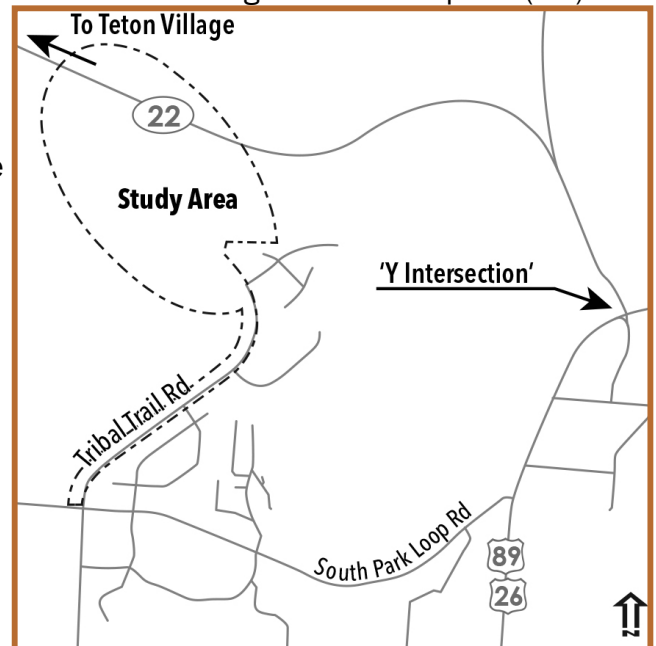 To Teton Village
22
Study Area
'Y Intersection'
Tribal Trail Rd
South Park Loop Rd
89
26
N